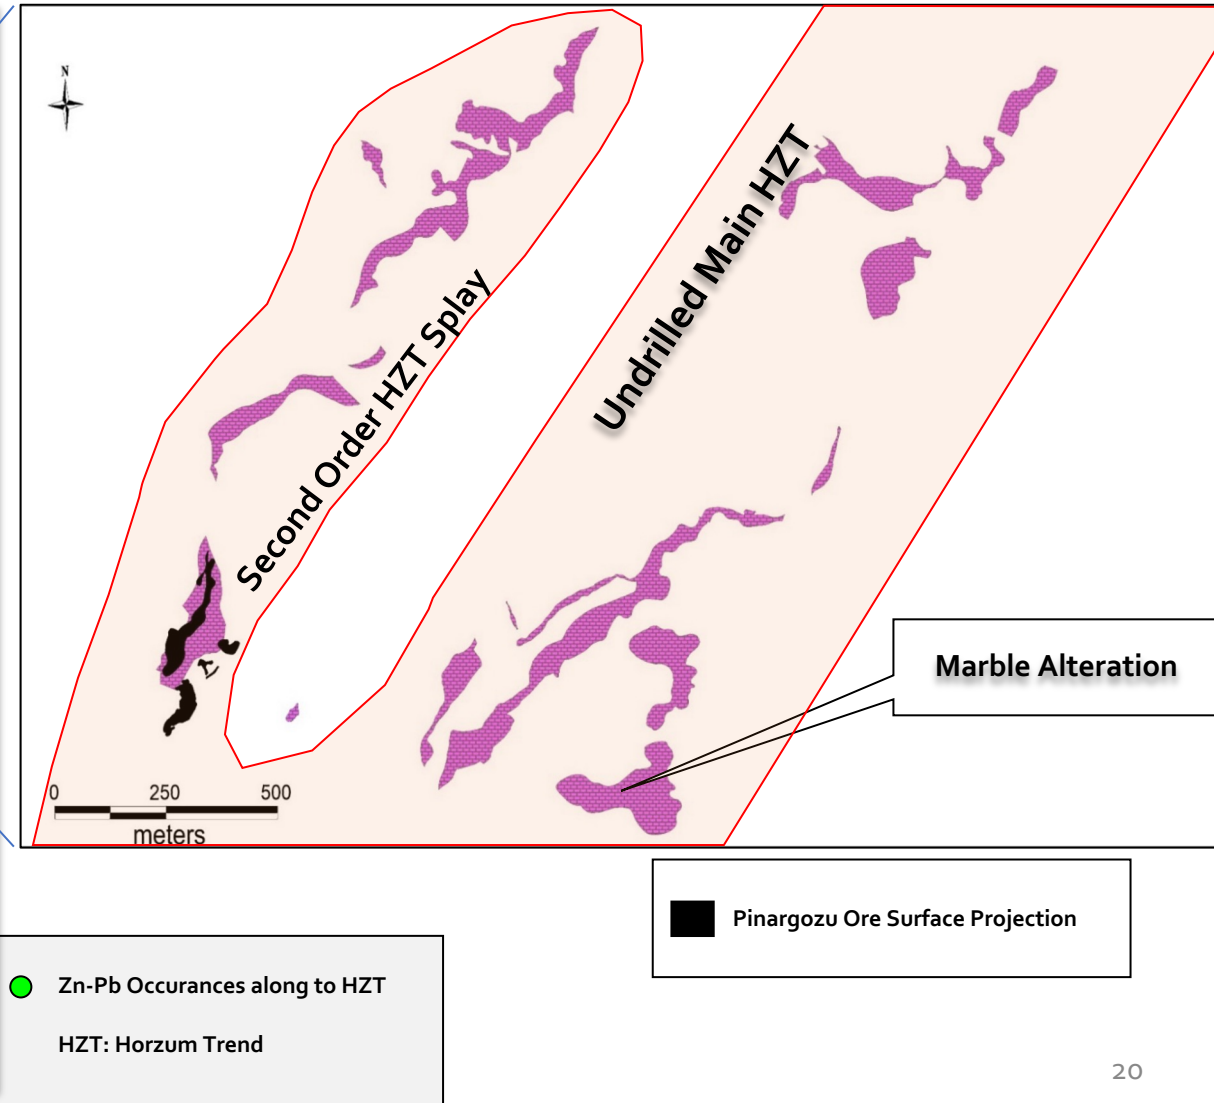 N
Second Order HZT Splay
Undrilled Main HZT
Marble Alteration
0 250 500
meters
Pinargozu Ore Surface Projection
Zn-Pb Occurances along to HZT
HZT: Horzum Trend
20